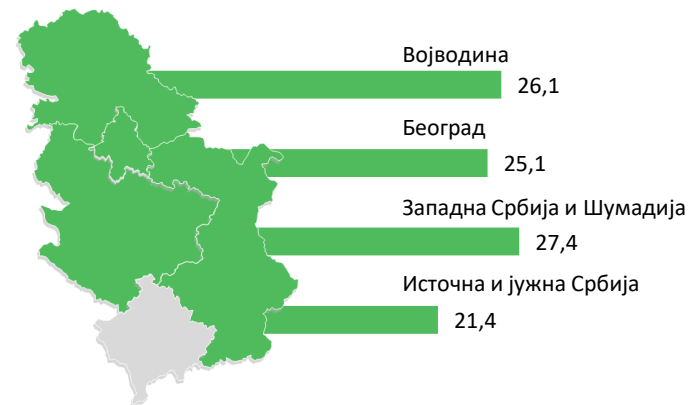 Војводина
26,1
Београд
25,1
Западна Србија и Шумадија
27,4
Источна и јужна Србија
21,4